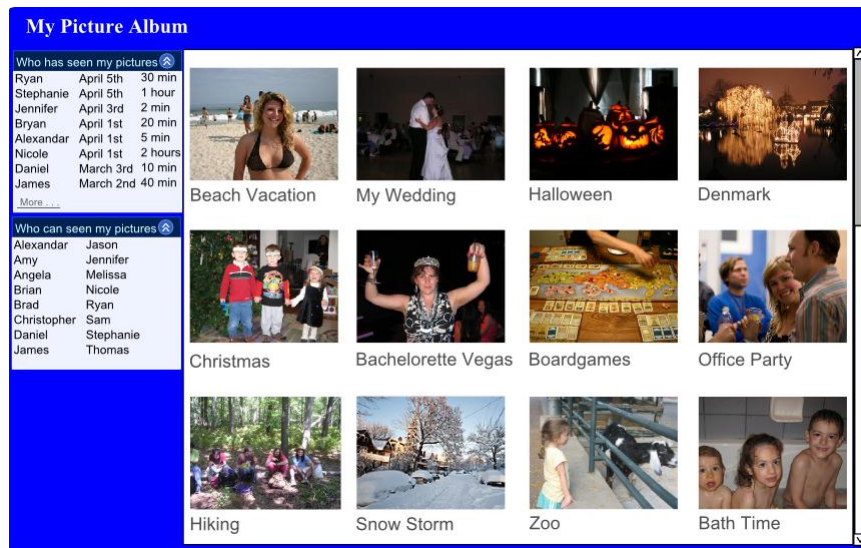 My Picture Album
Who has seen my pictures
Ryan April 5th 30 min
Stephanie April 5th 1 hour
Jennifer April 3rd 2 min
Bryan April 1st 20 min
Alexandar April 1st 5 min
Nicole April 1st 2 hours
Daniel March 3rd 10 min
James March 2nd 40 min
More . . .
Who can seen my pictures
Alexandar Jason
Amy Jennifer
Angela Melissa
Brian Nicole
Brad Ryan
Christopher Sam
Daniel Stephanie
James Thomas
Beach Vacation
My Wedding
Halloween
Denmark
Christmas
Bachelorette Vegas
Boardgames
Office Party
Hiking
Snow Storm
Zoo
Bath Time